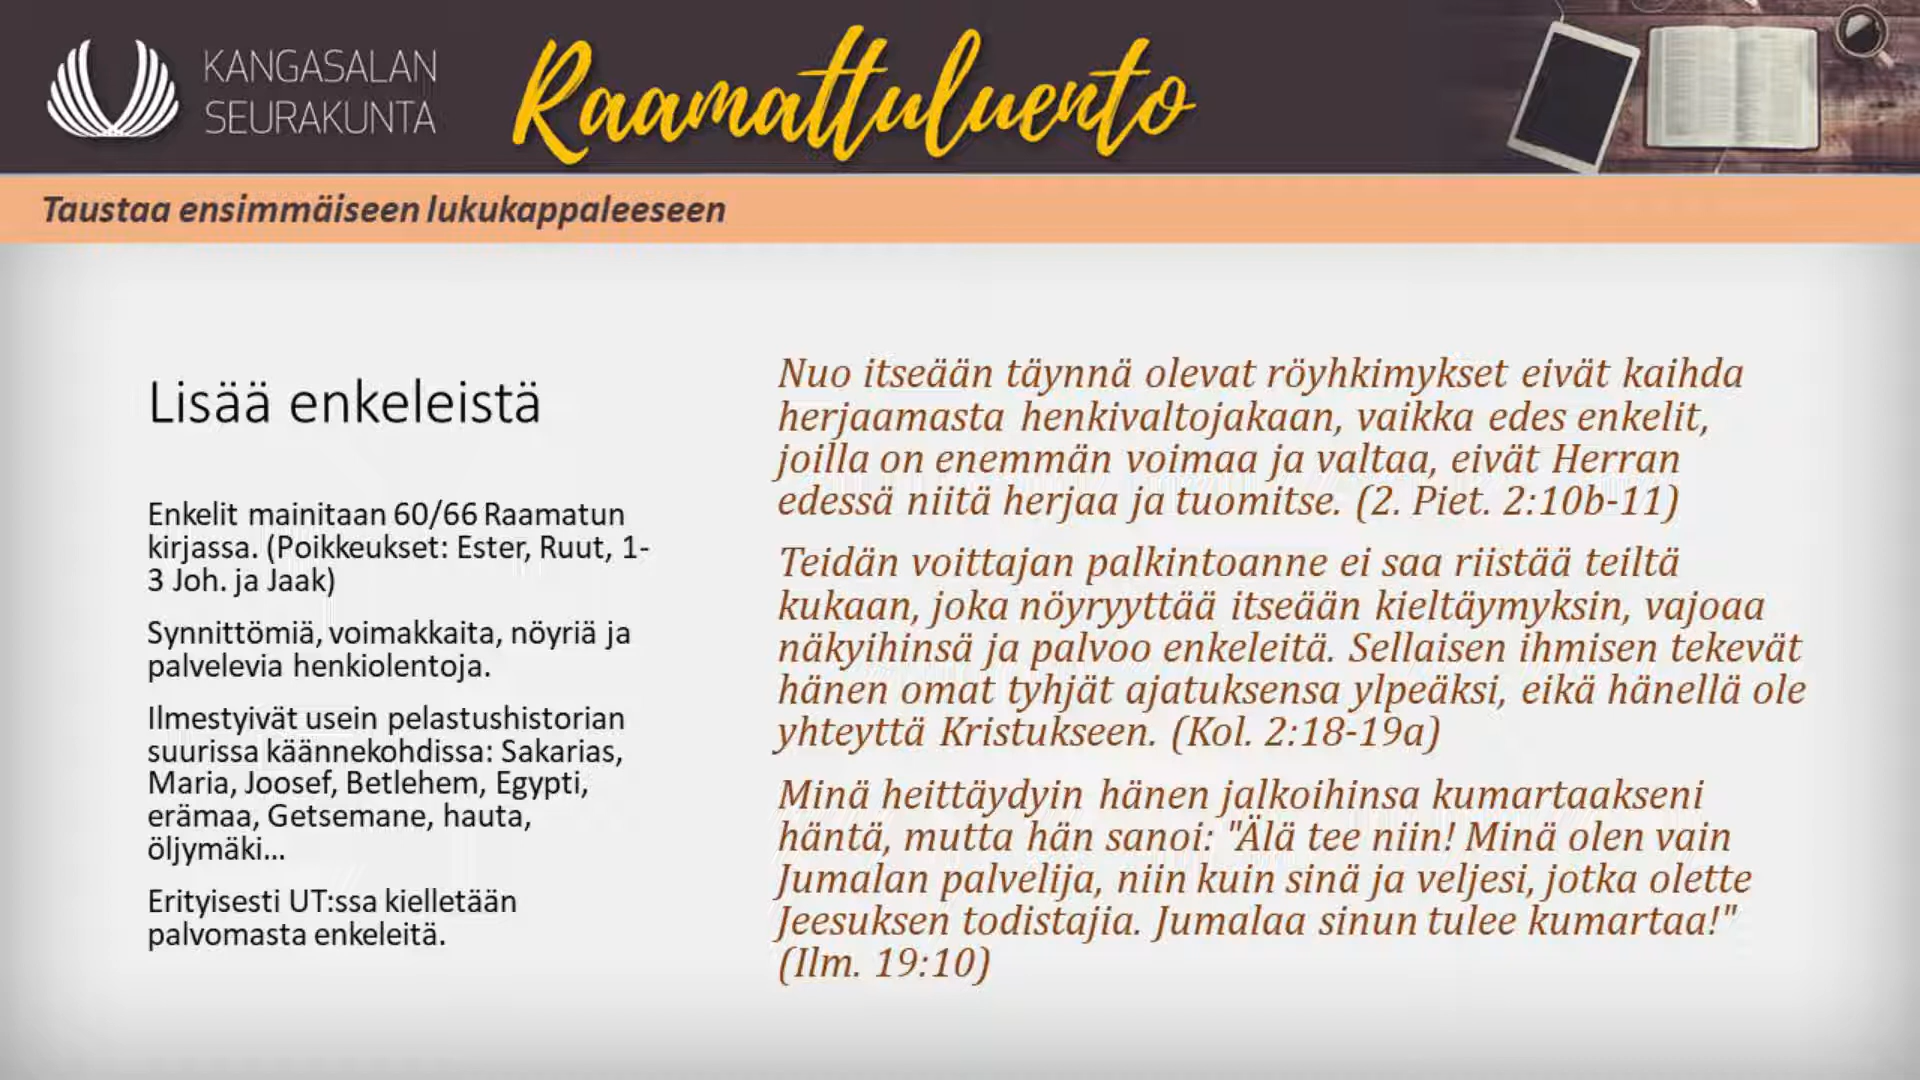 KANGASALAN
SEURAKUNTA
Raamattuluento
Taustaa ensimmäiseen lukukappaleeseen
Lisää enkeleistä
Enkelit mainitaan 60/66 Raamatun
kirjassa. (Poikkeukset: Ester, Ruut, 1-
3 Joh. ja Jaak)
Synnittömiä, voimakkaita, nöyriä ja
palvelevia henkiolentoja.
Ilmestyivät usein pelastushistorian
suurissa käännekohdissa: Sakarias,
Maria, Joosef, Betlehem, Egypti,
erämaa, Getsemane, hauta,
öljymäki...
Erityisesti UT:ssa kielletään
palvomasta enkeleitä.
Nuo itseään täynnä olevat röyhkimykset eivät kaihda
herjaamasta henkivaltojakaan, vaikka edes enkelit,
joilla on enemmän voimaa ja valtaa, eivät Herran
edessä niitä herjaa ja tuomitse. (2. Piet. 2:10b-11)
Teidän voittajan palkintoanne ei saa riistää teiltä
kukaan, joka nöyryyttää itseään kieltäymyksin, vajoaa
näkyihinsä ja palvoo enkeleitä. Sellaisen ihmisen tekevät
hänen omat tyhjät ajatuksensa ylpeäksi, eikä hänellä ole
yhteyttä Kristukseen. (Kol. 2:18-19a)
Minä heittäydyin hänen jalkoihinsa kumartaakseni
häntä, mutta hän sanoi: "Älä tee niin! Minä olen vain
Jumalan palvelija, niin kuin sinä ja veljesi, jotka olette
Jeesuksen todistajia. Jumalaa sinun tulee kumartaa!"
(Ilm. 19:10)